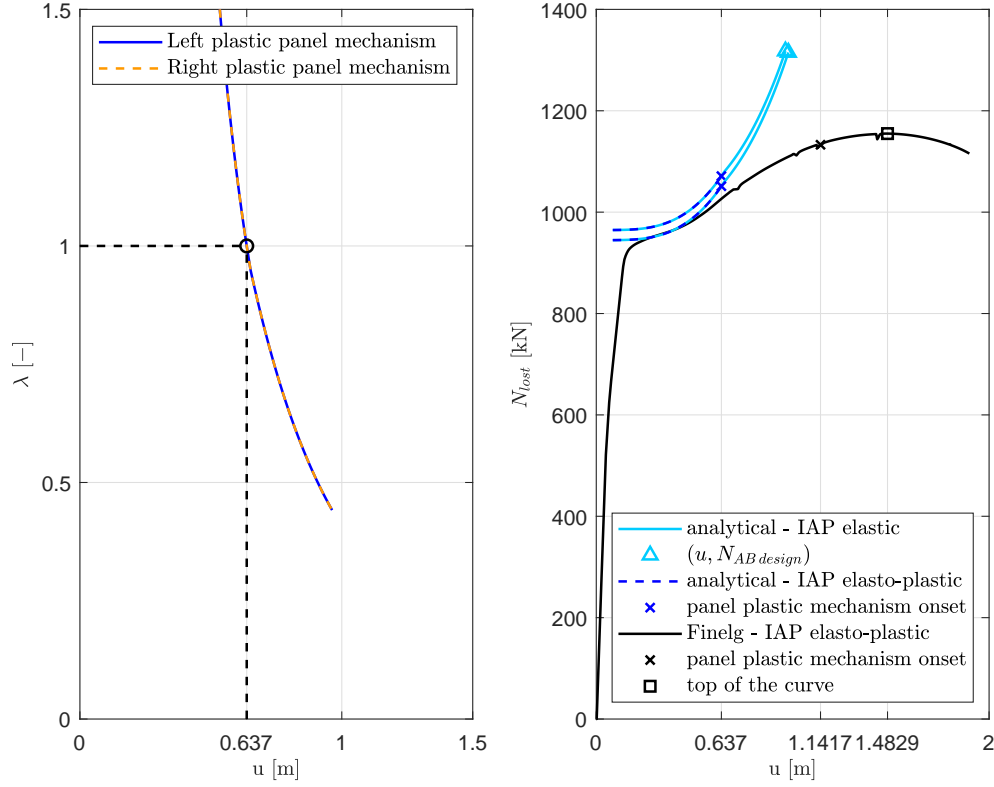 1.5
1
0.5
0
λ [−]
Left plastic panel mechanism
Right plastic panel mechanism
0 0.637 1 1.5
u [m]
1400
1200
1000
800
600
400
200
0
N_lost [kN]
analytical - IAP elastic
(u, N_AB design)
analytical - IAP elasto-plastic
panel plastic mechanism onset
Finelg - IAP elasto-plastic
panel plastic mechanism onset
top of the curve
0 0.637 1.1417 1.4829 2
u [m]